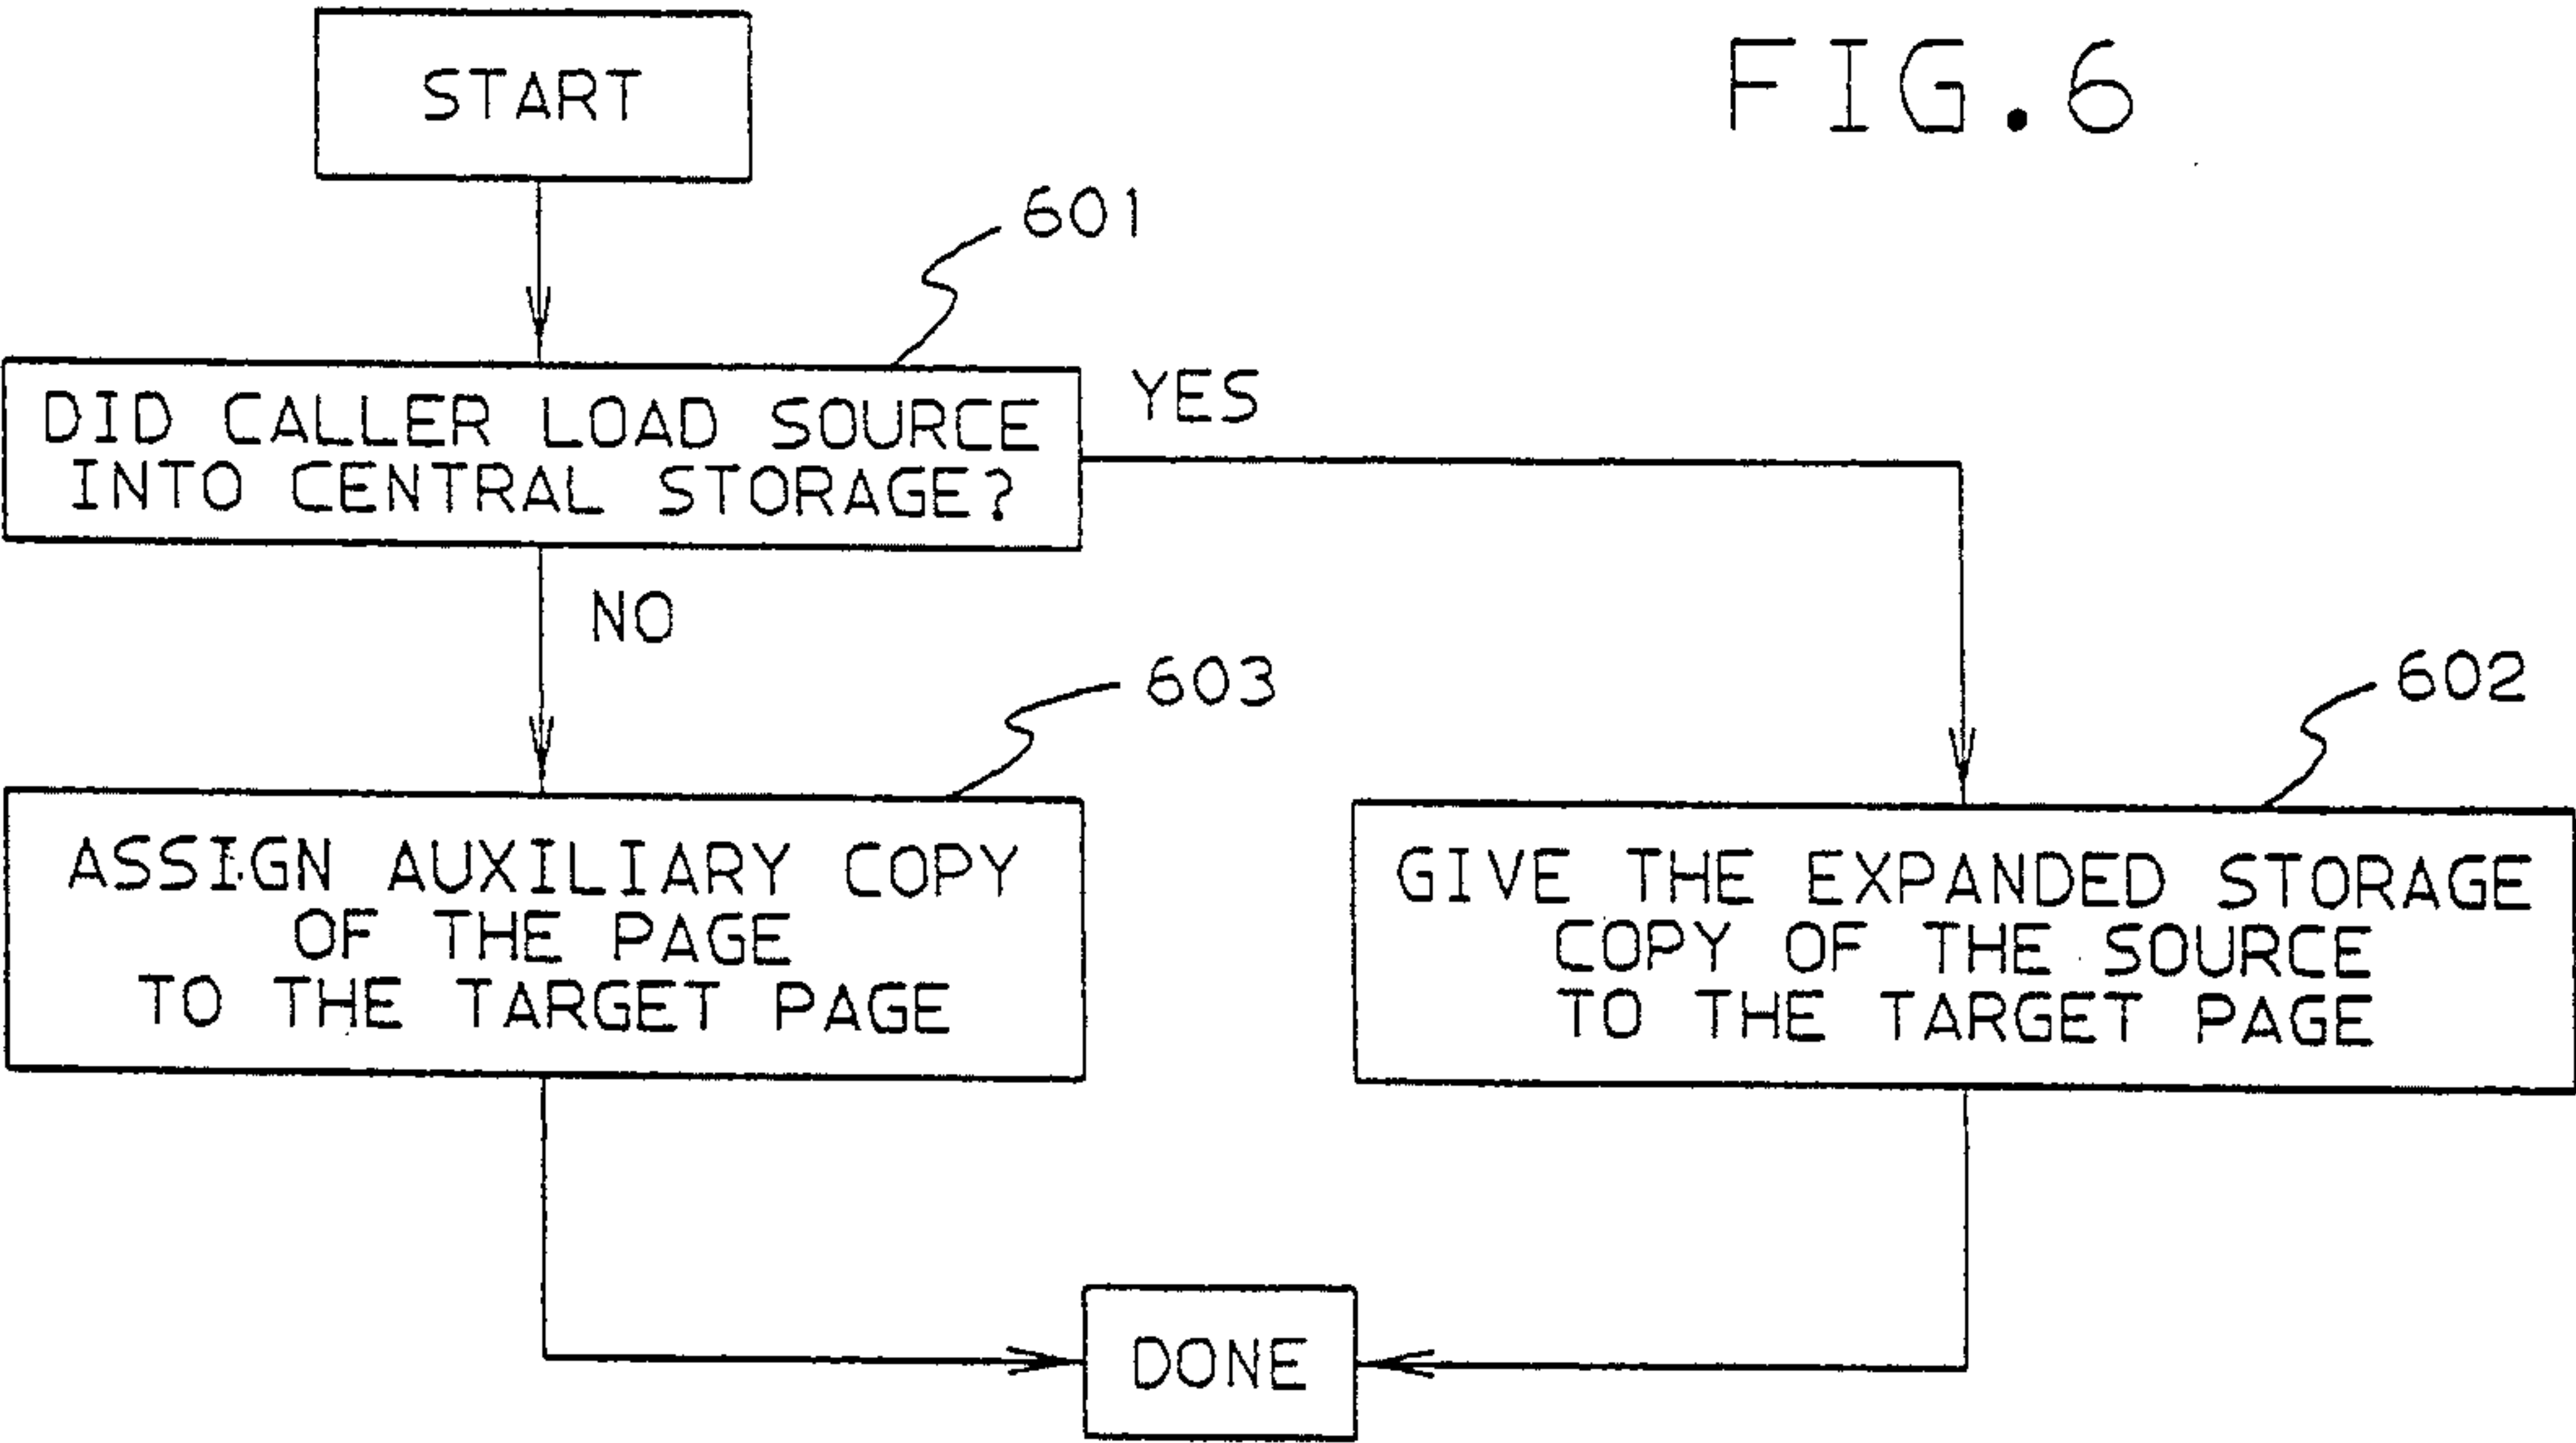 START
FIG.6
601
DID CALLER LOAD SOURCE
INTO CENTRAL STORAGE?
YES
NO
603
602
ASSIGN AUXILIARY COPY
OF THE PAGE
TO THE TARGET PAGE
GIVE THE EXPANDED STORAGE
COPY OF THE SOURCE
TO THE TARGET PAGE
DONE